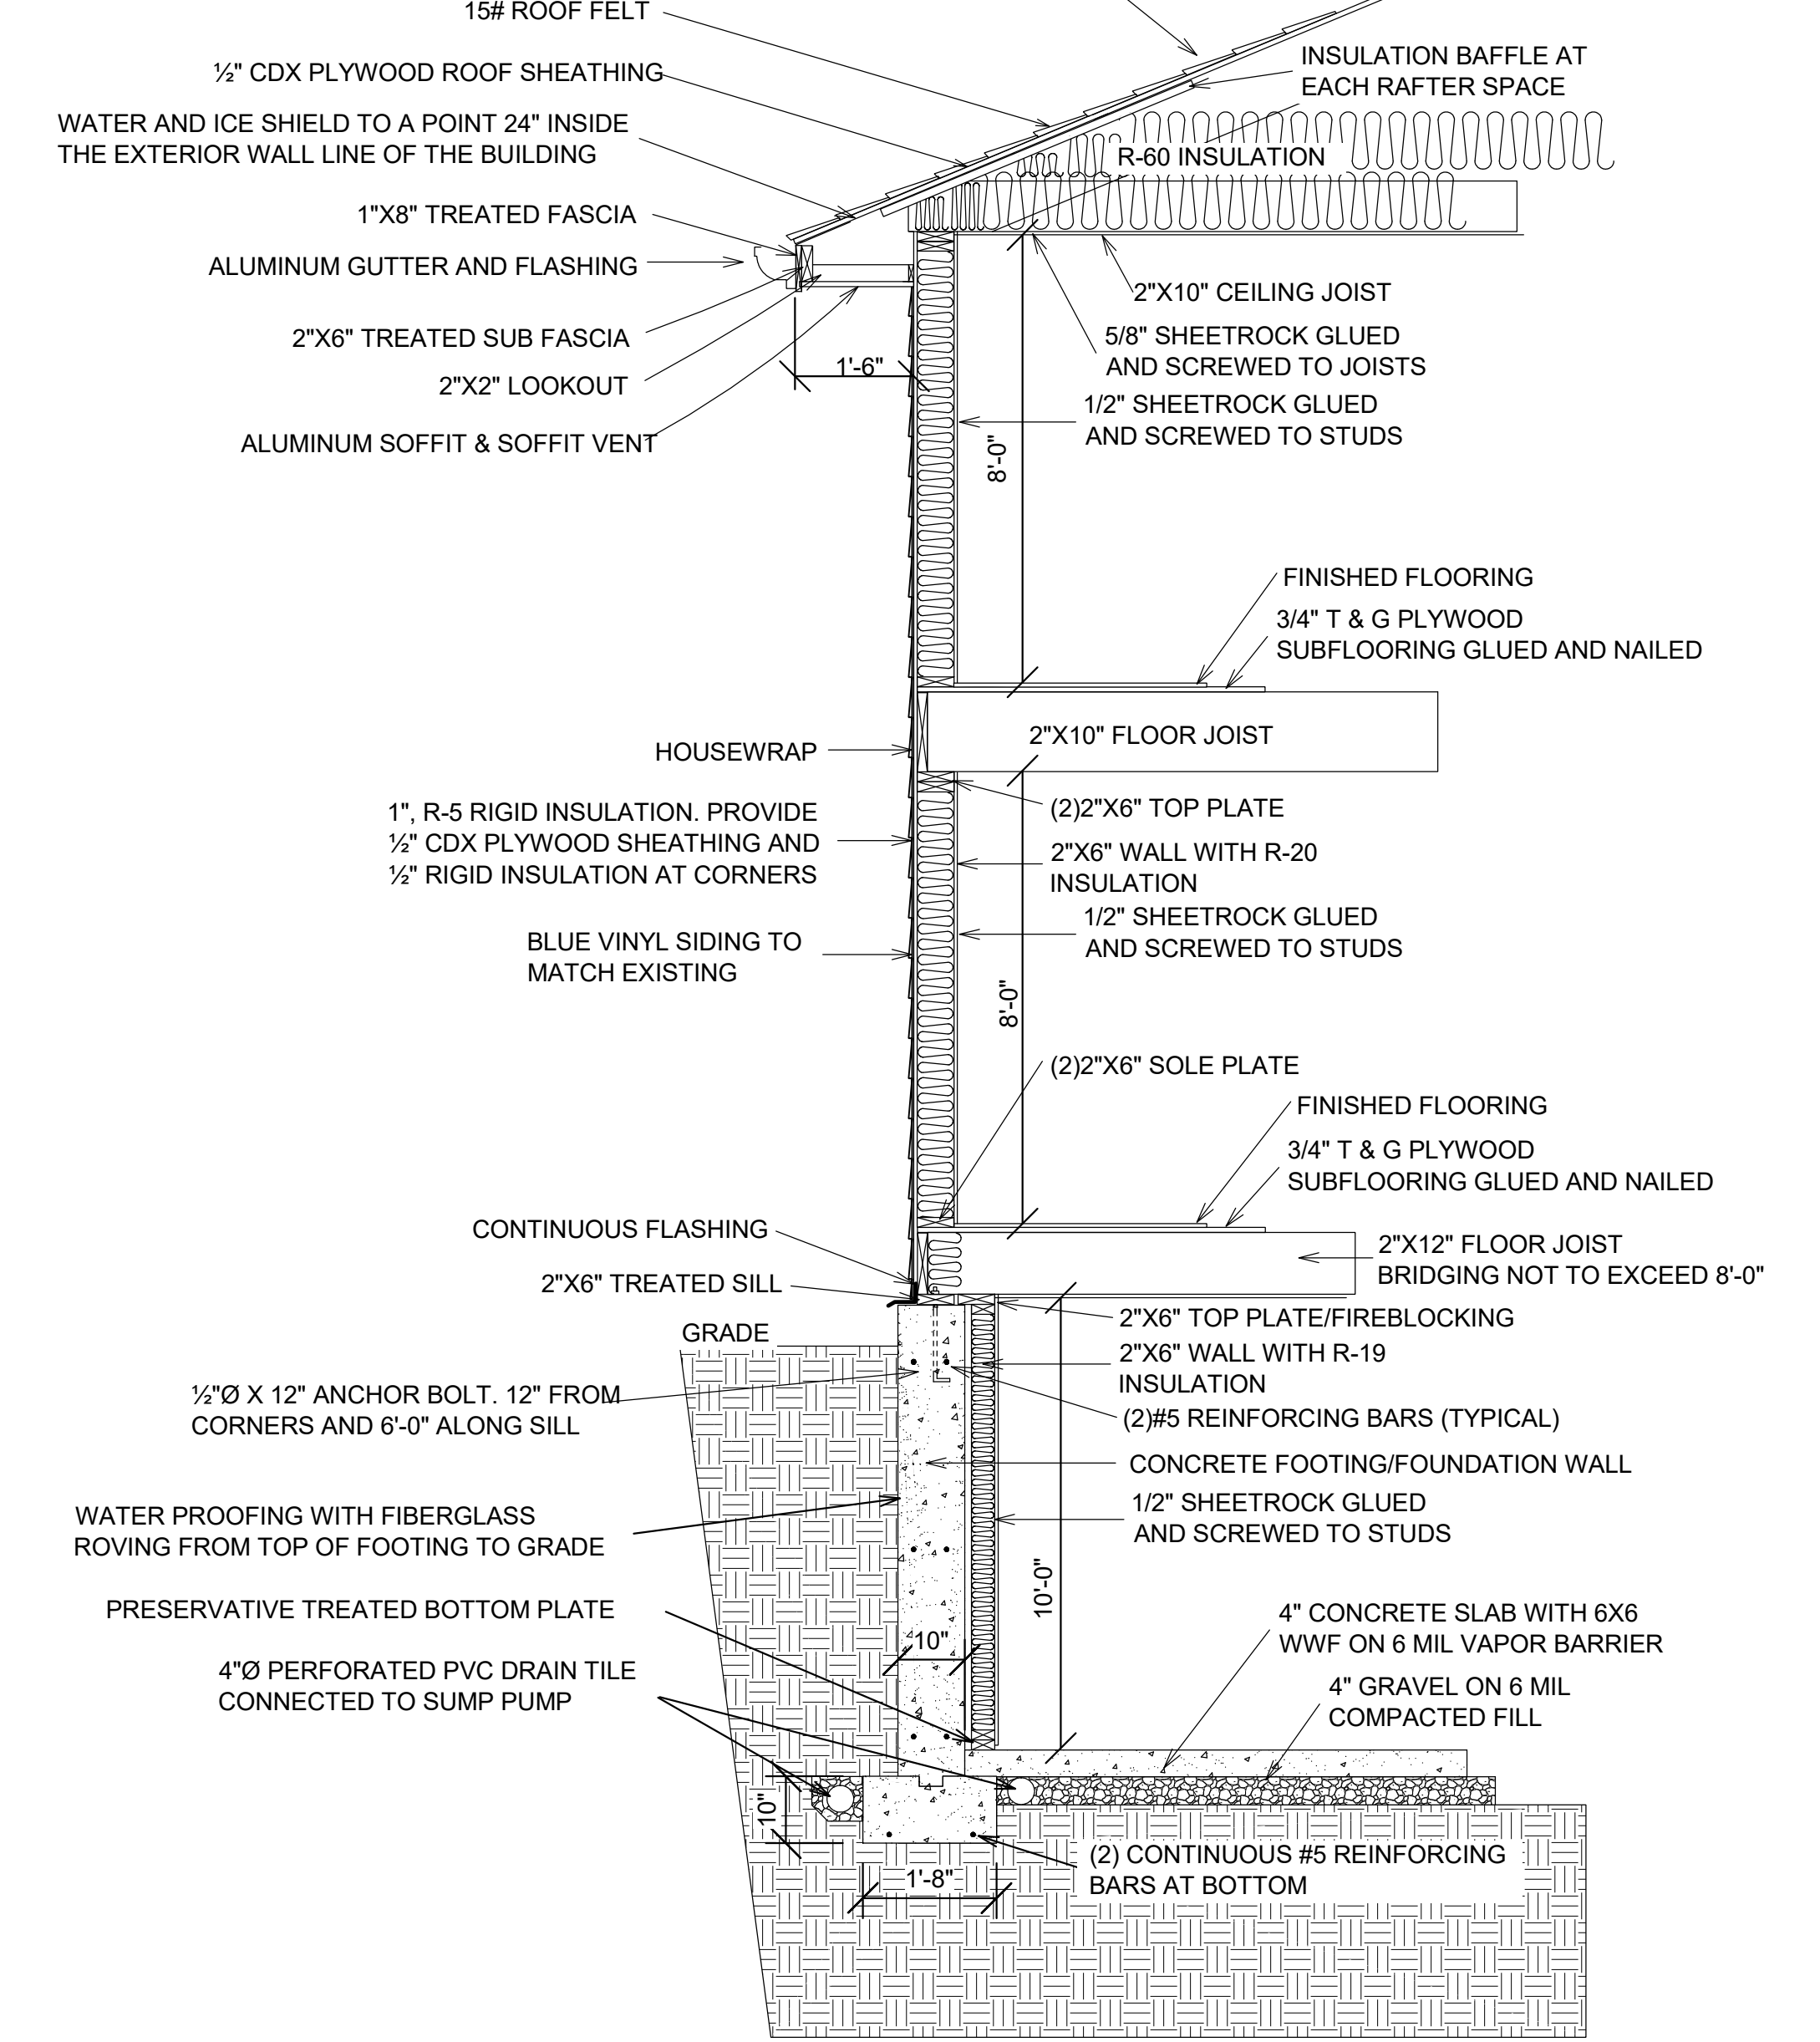 15# ROOF FELT
½" CDX PLYWOOD ROOF SHEATHING
WATER AND ICE SHIELD TO A POINT 24" INSIDE
THE EXTERIOR WALL LINE OF THE BUILDING
1"X8" TREATED FASCIA
ALUMINUM GUTTER AND FLASHING
2"X6" TREATED SUB FASCIA
2"X2" LOOKOUT
ALUMINUM SOFFIT & SOFFIT VENT
1'-6"
INSULATION BAFFLE AT
EACH RAFTER SPACE
R-60 INSULATION
2"X10" CEILING JOIST
5/8" SHEETROCK GLUED
AND SCREWED TO JOISTS
1/2" SHEETROCK GLUED
AND SCREWED TO STUDS
8'-0"
FINISHED FLOORING
3/4" T & G PLYWOOD
SUBFLOORING GLUED AND NAILED
2"X10" FLOOR JOIST
HOUSEWRAP
1", R-5 RIGID INSULATION. PROVIDE
½" CDX PLYWOOD SHEATHING AND
½" RIGID INSULATION AT CORNERS
BLUE VINYL SIDING TO
MATCH EXISTING
(2)2"X6" TOP PLATE
2"X6" WALL WITH R-20
INSULATION
1/2" SHEETROCK GLUED
AND SCREWED TO STUDS
8'-0"
(2)2"X6" SOLE PLATE
FINISHED FLOORING
3/4" T & G PLYWOOD
SUBFLOORING GLUED AND NAILED
CONTINUOUS FLASHING
2"X6" TREATED SILL
2"X12" FLOOR JOIST
BRIDGING NOT TO EXCEED 8'-0"
GRADE
2"X6" TOP PLATE/FIREBLOCKING
2"X6" WALL WITH R-19
INSULATION
(2)#5 REINFORCING BARS (TYPICAL)
½"Ø X 12" ANCHOR BOLT. 12" FROM
CORNERS AND 6'-0" ALONG SILL
CONCRETE FOOTING/FOUNDATION WALL
1/2" SHEETROCK GLUED
AND SCREWED TO STUDS
WATER PROOFING WITH FIBERGLASS
ROVING FROM TOP OF FOOTING TO GRADE
PRESERVATIVE TREATED BOTTOM PLATE
4"Ø PERFORATED PVC DRAIN TILE
CONNECTED TO SUMP PUMP
10"
10'-0"
4" CONCRETE SLAB WITH 6X6
WWF ON 6 MIL VAPOR BARRIER
4" GRAVEL ON 6 MIL
COMPACTED FILL
10"
1'-8"
(2) CONTINUOUS #5 REINFORCING
BARS AT BOTTOM